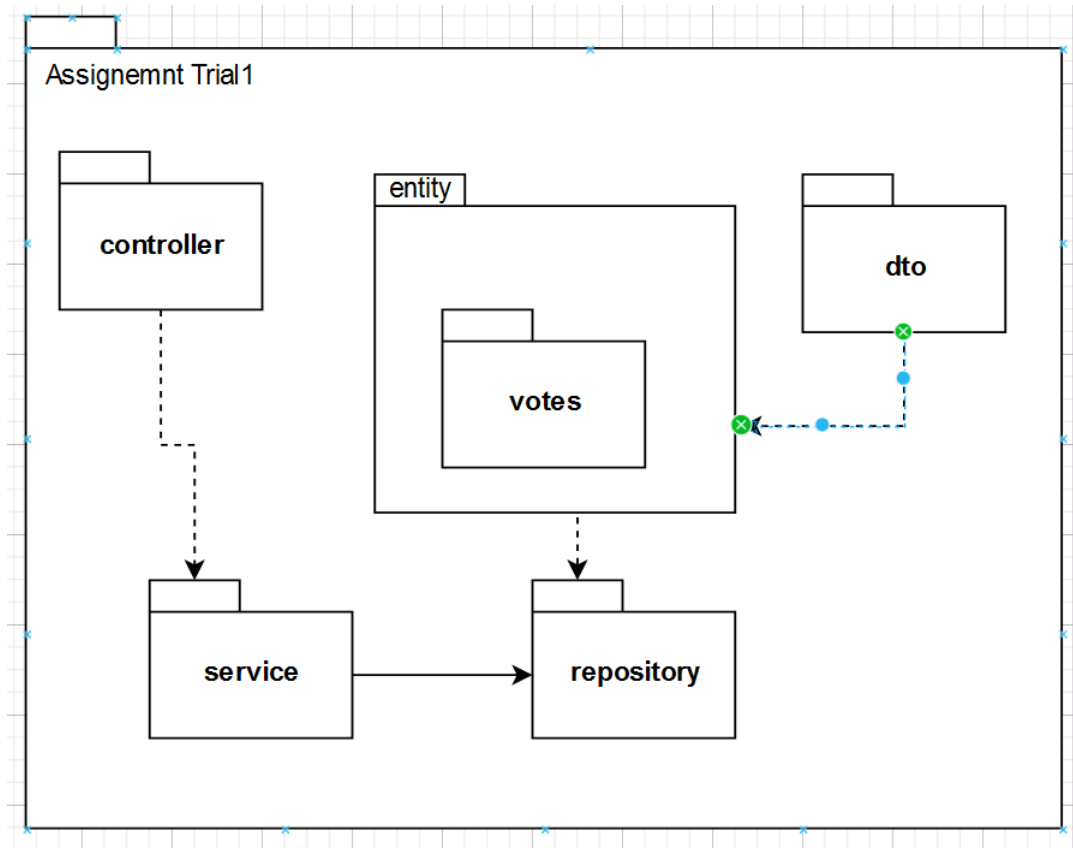 Assignemnt Trial1
controller
entity
dto
votes
service
repository